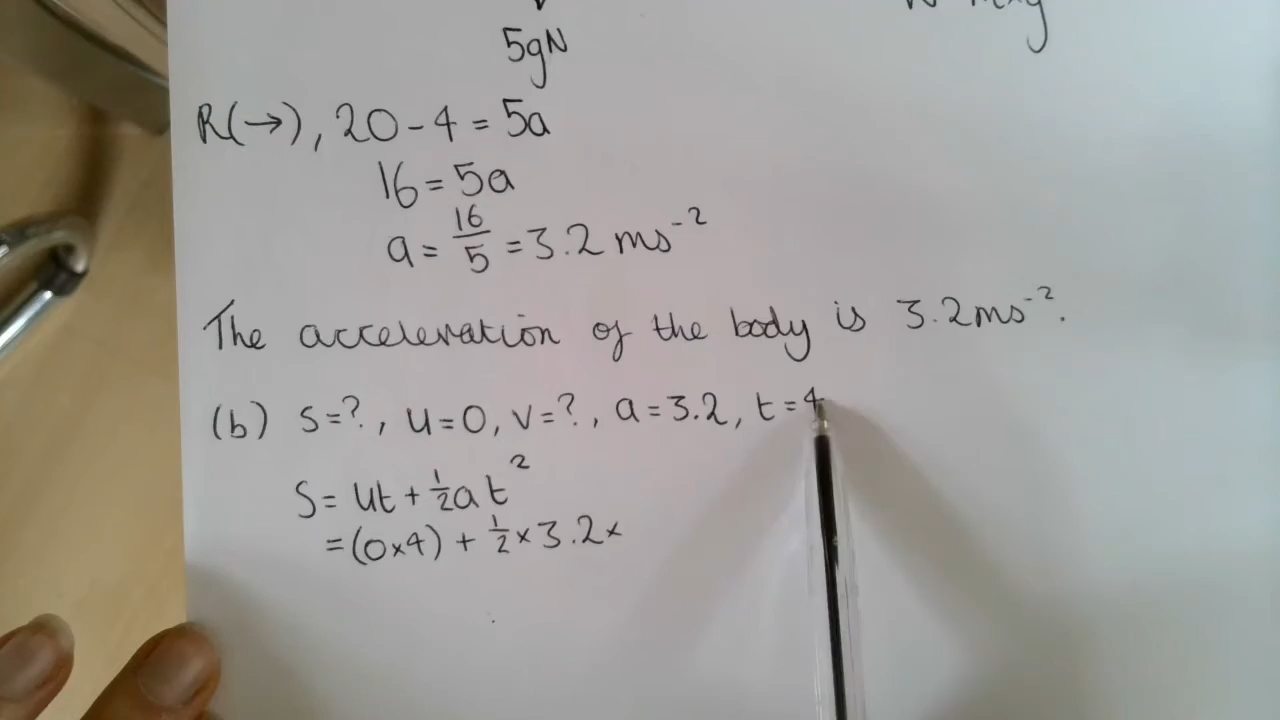 5gN
R(→), 20 - 4 = 5a
16 = 5a
a = 16/5 = 3.2 ms⁻²
The acceleration of the body is 3.2ms⁻².
(b) S=?, u=0, v=?, a=3.2, t=4
S= ut + ½at²
= (0×4) + ½ × 3.2 ×